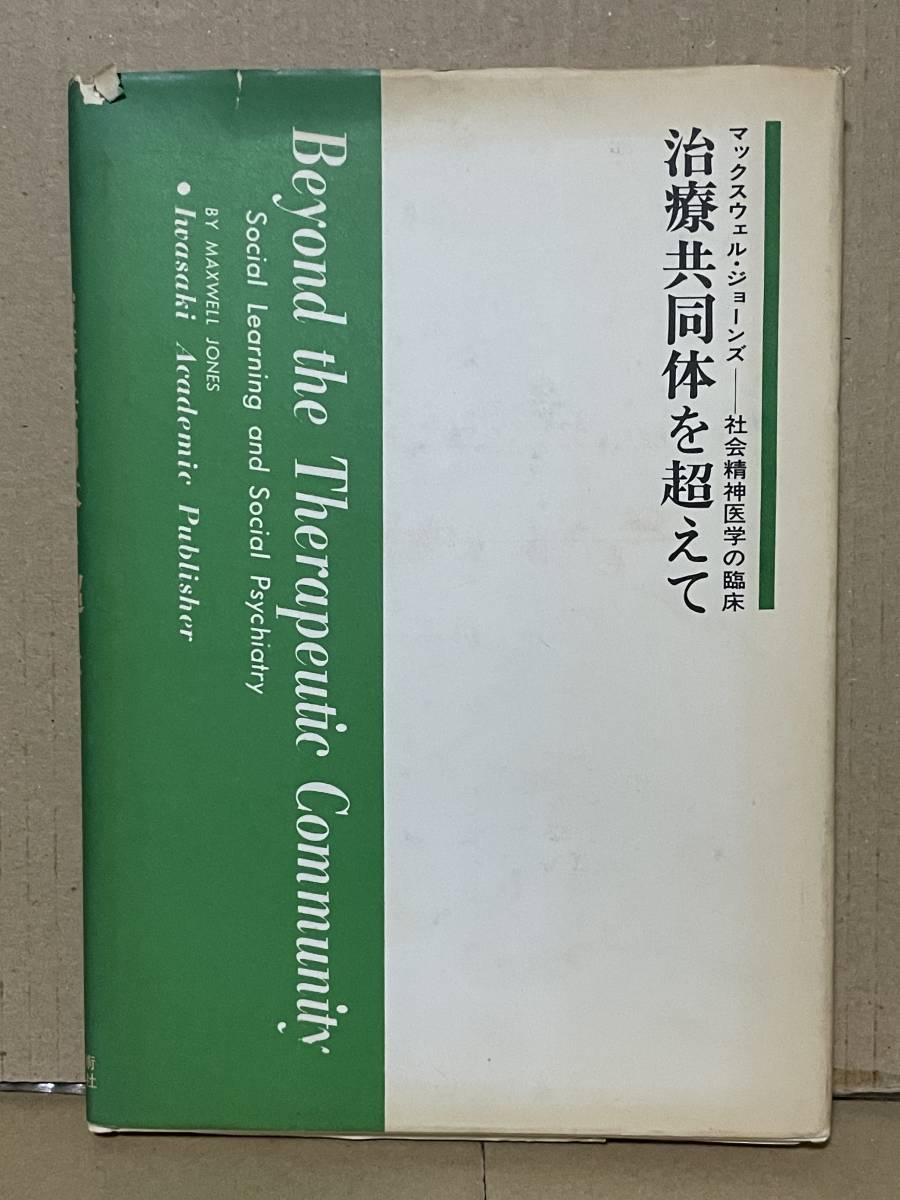 マックスウェル・ジョーンズ――社会精神医学の臨床
治療共同体を超えて
Beyond the Therapeutic Community
Social Learning and Social Psychiatry
BY MAXWELL JONES
• Iwasaki Academic Publisher
術社